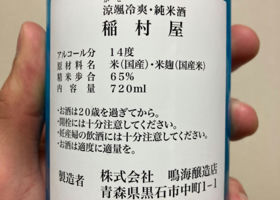 涼颯冷爽・純米酒
稲村屋
アルコール分 14度
原材料名 米(国産)・米麹(国産米)
精米歩合 65%
内容量 720ml
・お酒は20歳を過ぎてから。
・開栓には十分注意してください。
・妊産婦の飲酒には十分注意してください。
・お酒は適度に適量を。
製造者 株式会社 鳴海醸造店
青森県黒石市中町1-1